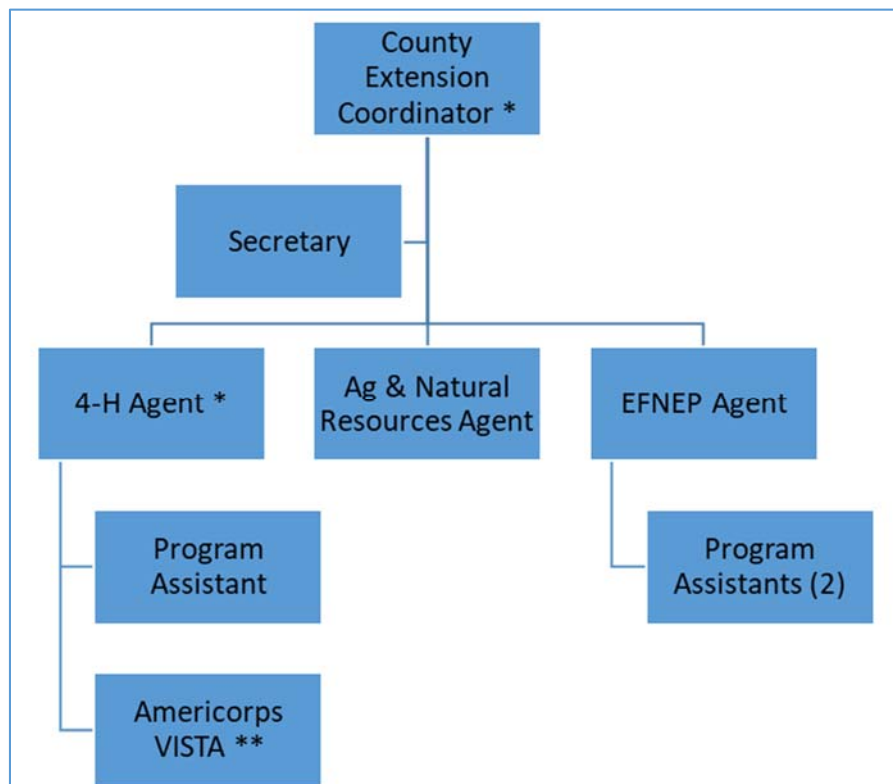 County
Extension
Coordinator *
Secretary
4-H Agent *
Ag & Natural
Resources Agent
EFNEP Agent
Program
Assistant
Program
Assistants (2)
Americorps
VISTA **